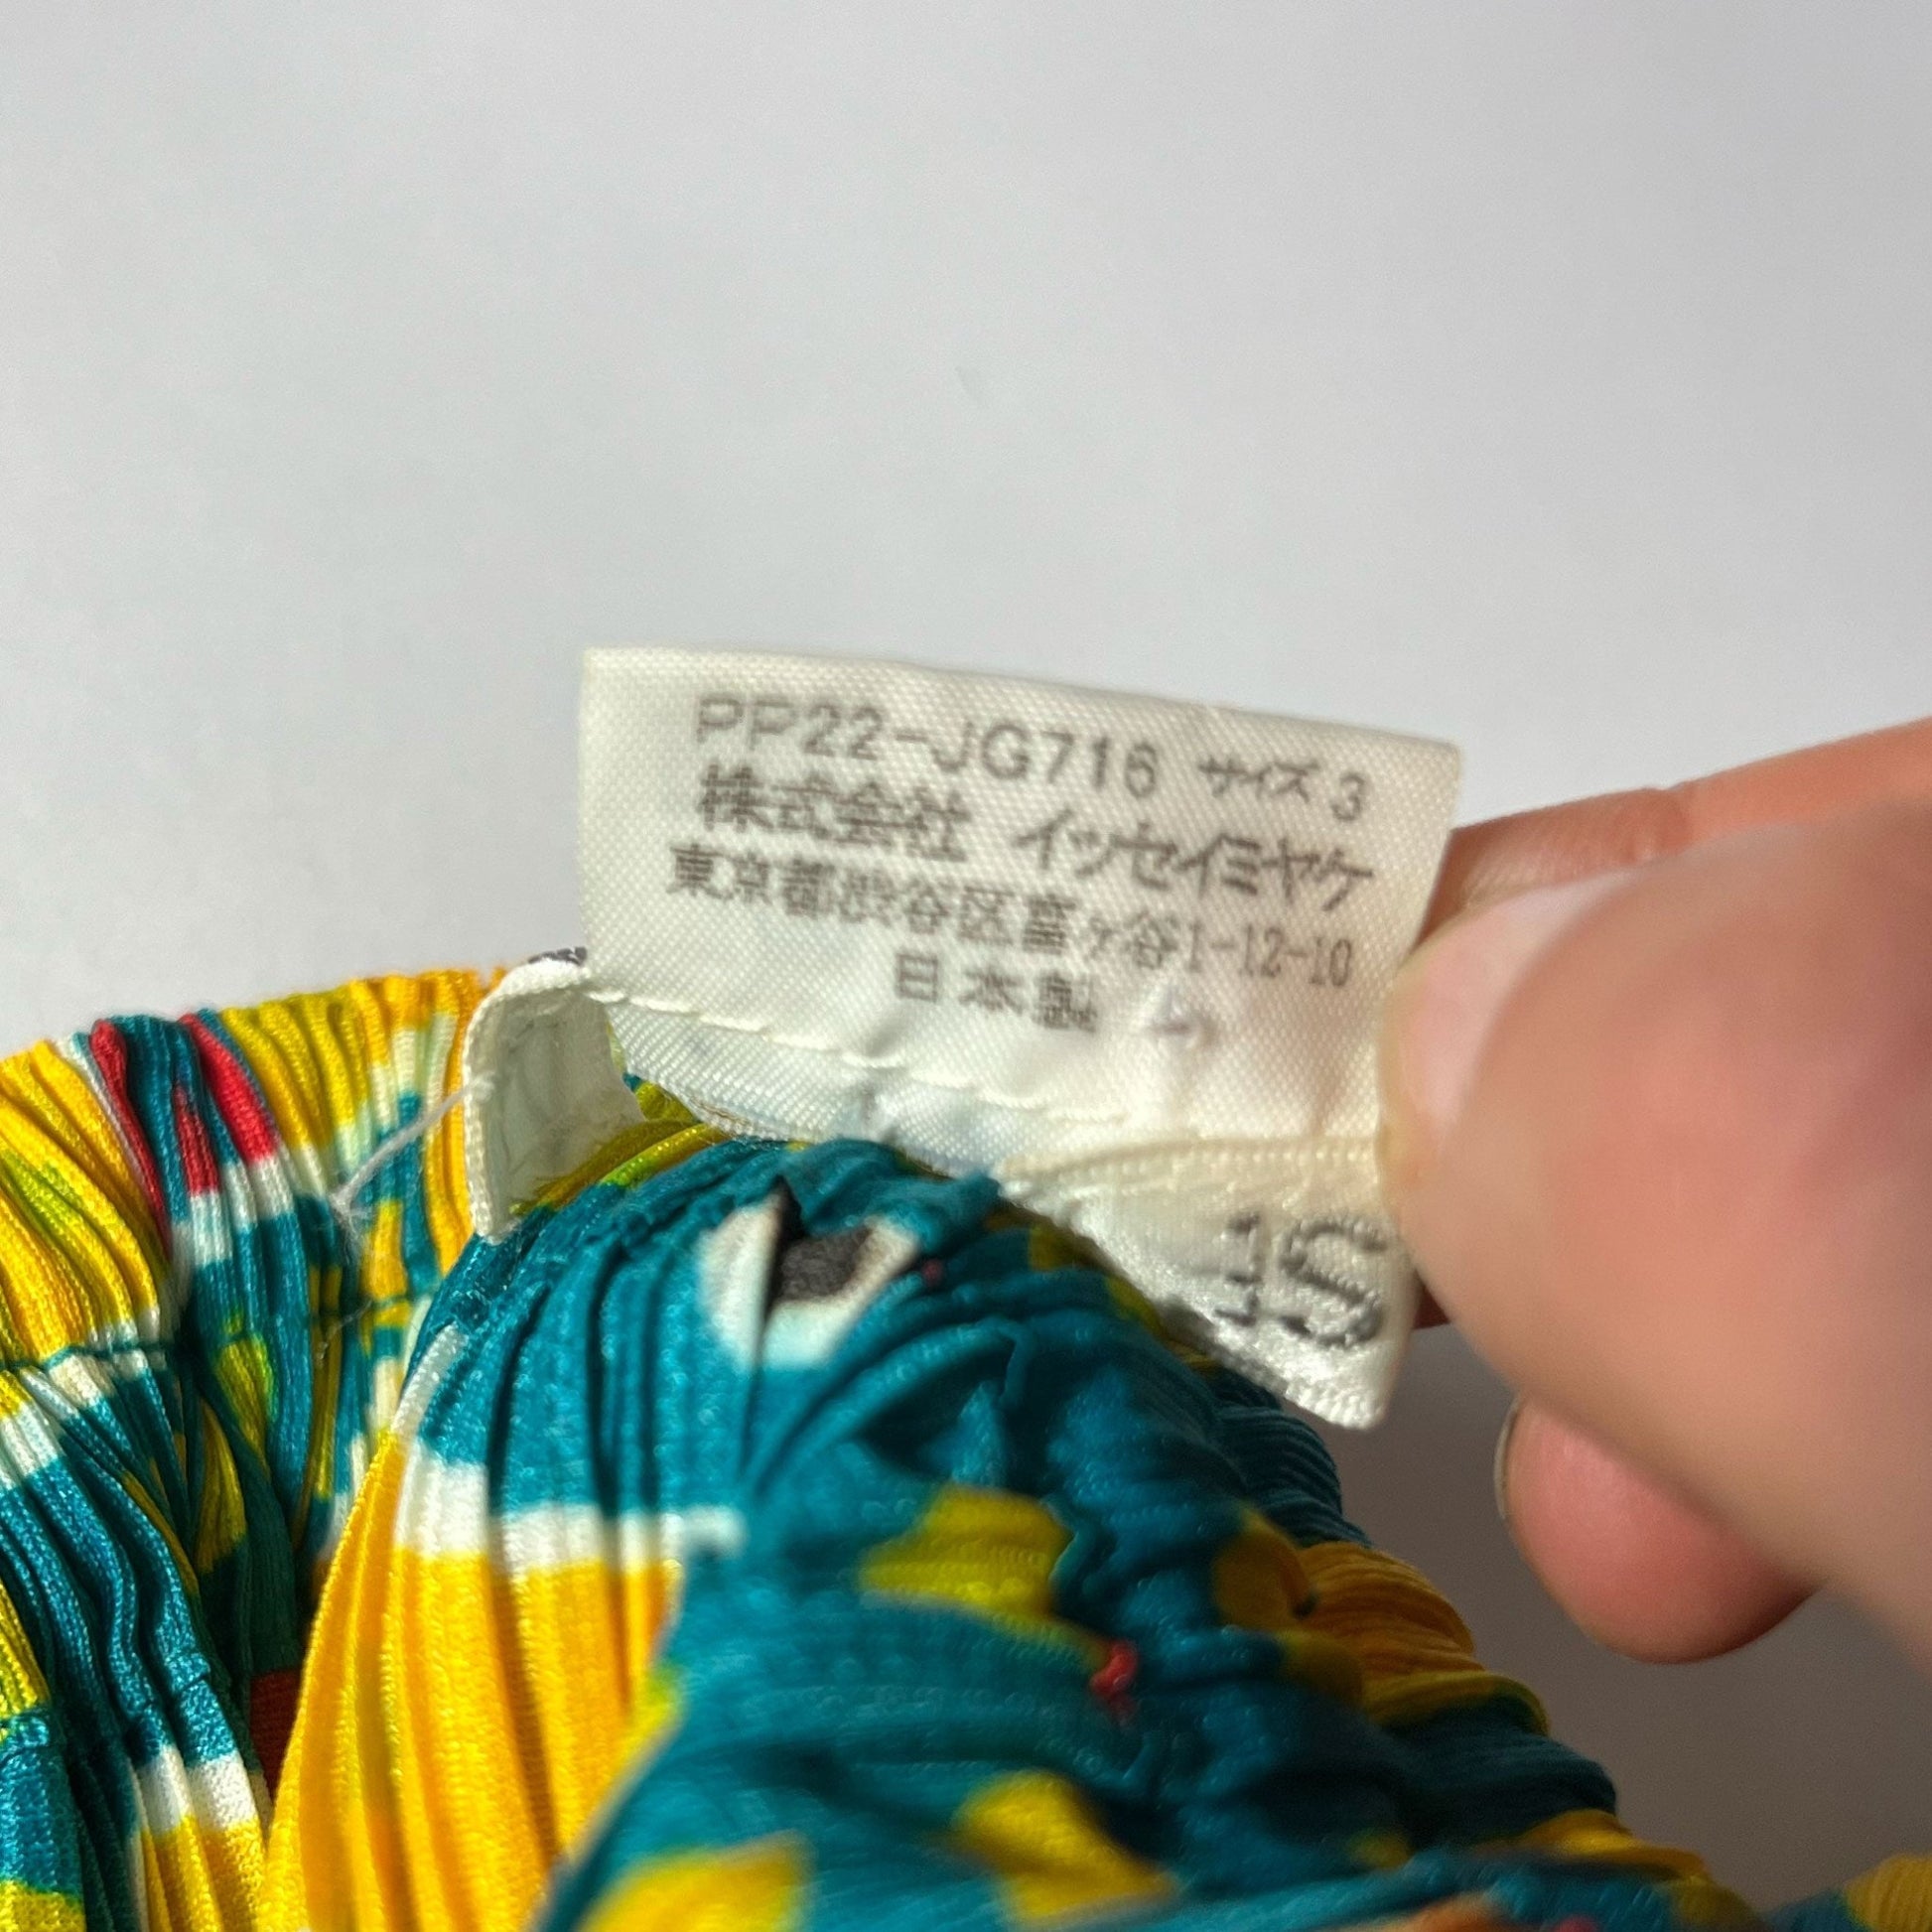 PP22-JG716 サイズ 3
株式会社 イッセイミヤケ
東京都渋谷区富ヶ谷1-12-10
日本製